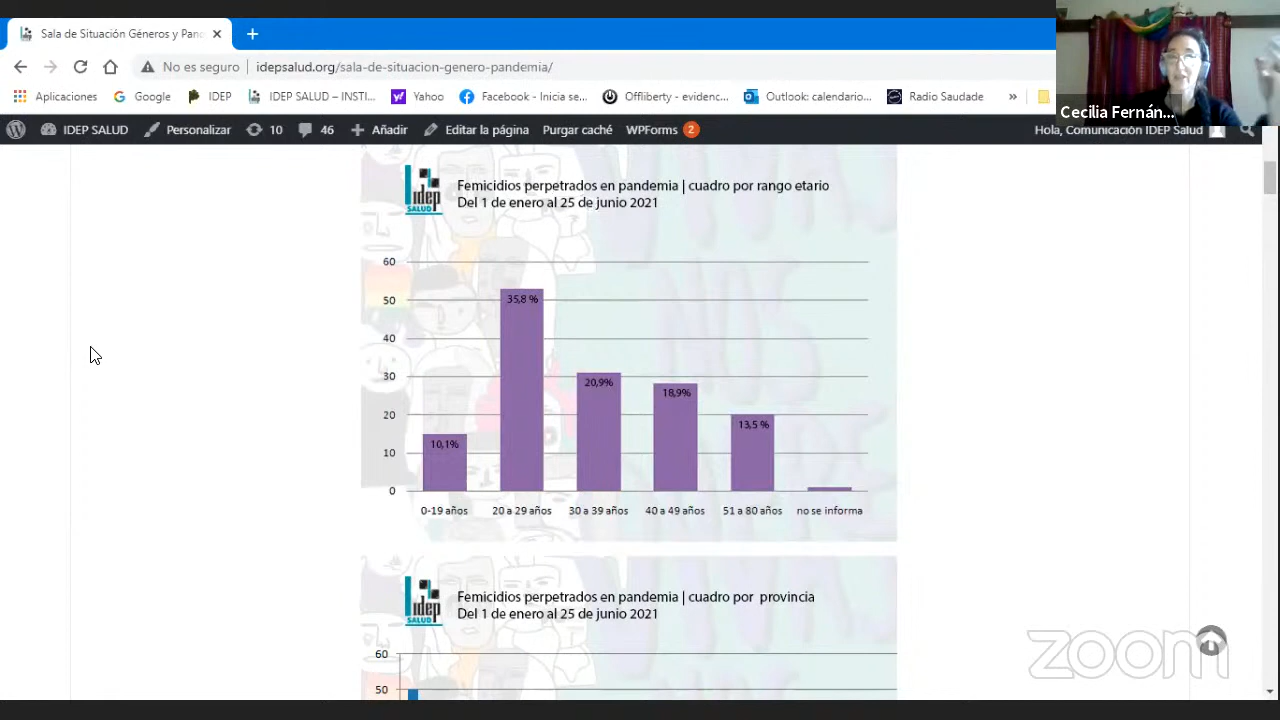 Sala de Situación Géneros y Pan
No es seguro
idepsalud.org/sala-de-situacion-genero-pandemia/
Aplicaciones
Google
IDEP
IDEP SALUD – INSTI...
Yahoo
Facebook - Inicia se...
Offliberty - evidenc...
Outlook: calendario...
Radio Saudade
»
Cecilia Fernán...
IDEP SALUD
Personalizar
10
46
Añadir
Editar la página
Purgar caché
WPForms 2
Hola, Comunicación IDEP Salud
idep
SALUD
Femicidios perpetrados en pandemia | cuadro por rango etario
Del 1 de enero al 25 de junio 2021
60
50
40
30
20
10
0
10,1%
35,8 %
20,9%
18,9%
13,5 %
0-19 años
20 a 29 años
30 a 39 años
40 a 49 años
51 a 80 años
no se informa
idep
SALUD
Femicidios perpetrados en pandemia | cuadro por provincia
Del 1 de enero al 25 de junio 2021
60
50
zoom